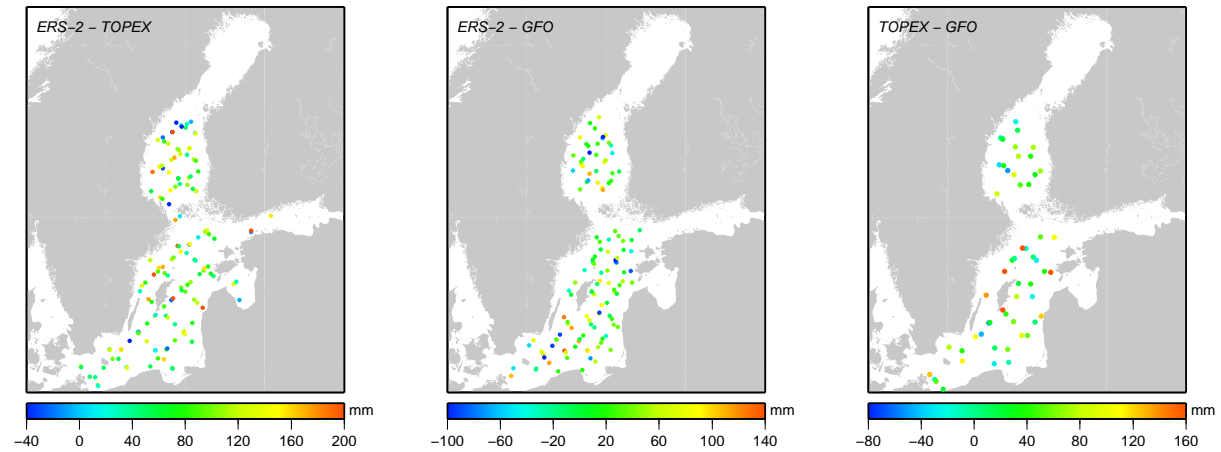 ERS−2 − TOPEX
ERS−2 − GFO
TOPEX − GFO
mm
−40 0 40 80 120 160 200
mm
−100 −60 −20 20 60 100 140
mm
−80 −40 0 40 80 120 160